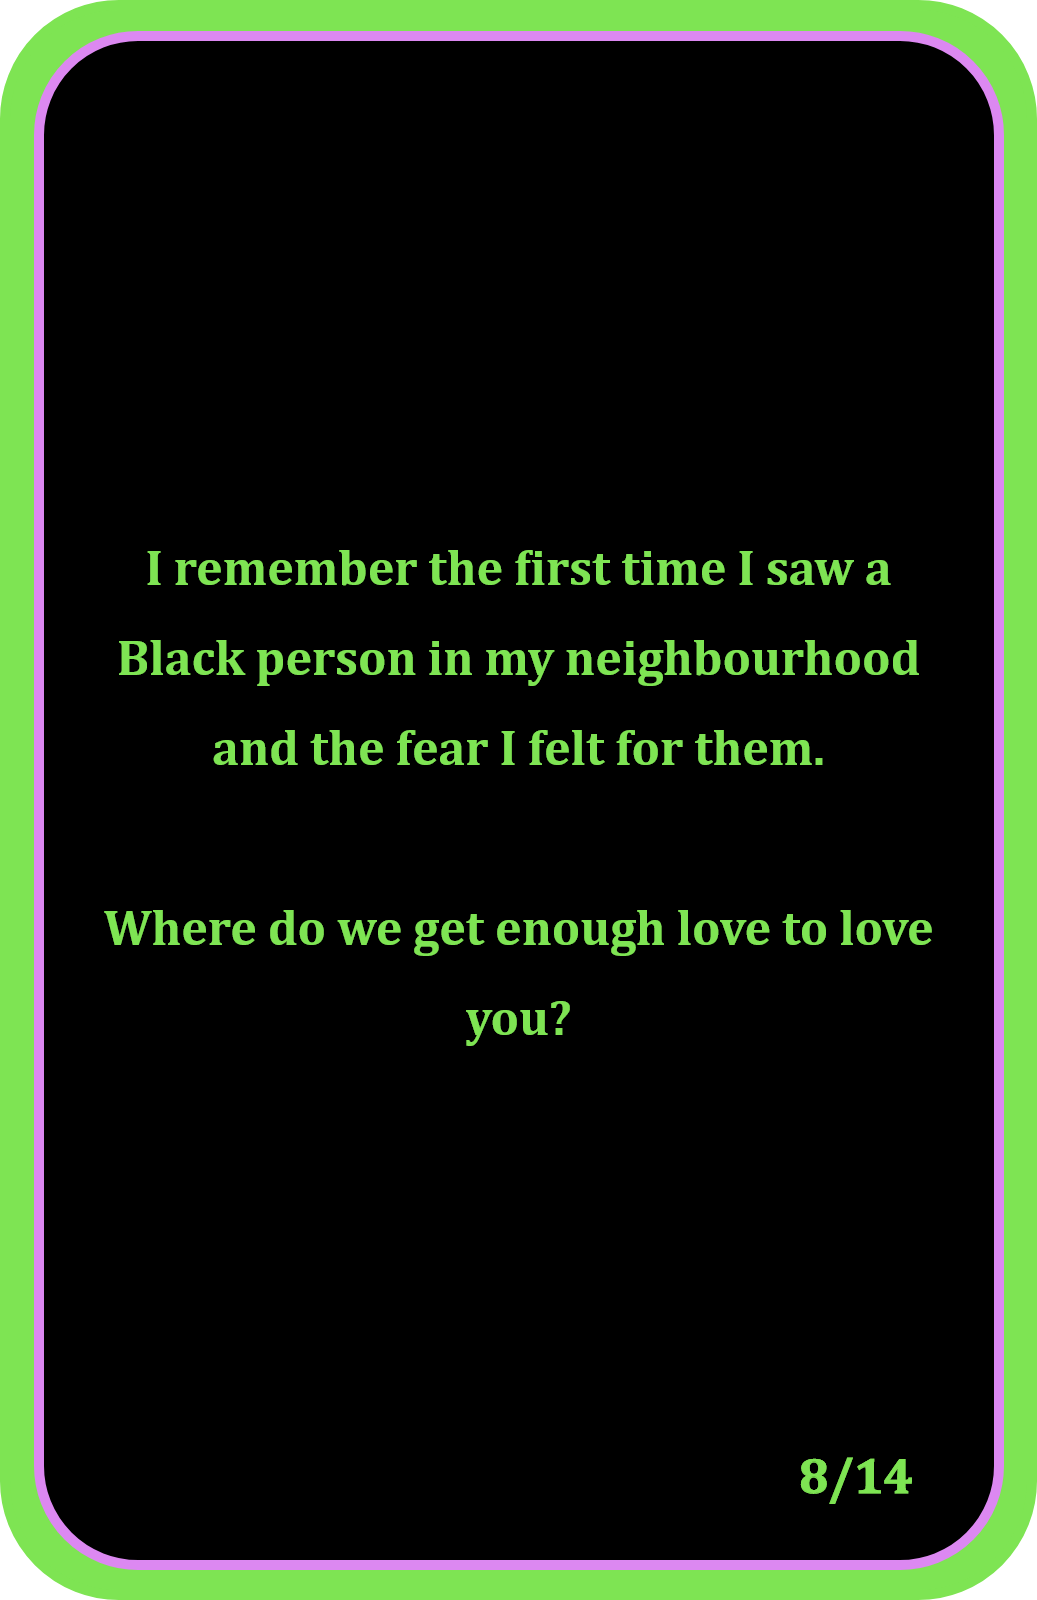 I remember the first time I saw a
Black person in my neighbourhood
and the fear I felt for them.
Where do we get enough love to love
you?
8/14